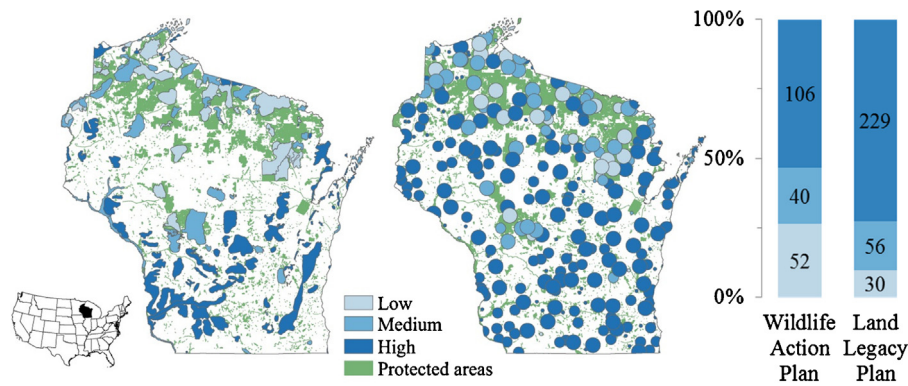 Low
Medium
High
Protected areas
100%
50%
0%
106
40
52
229
56
30
Wildlife
Action
Plan
Land
Legacy
Plan